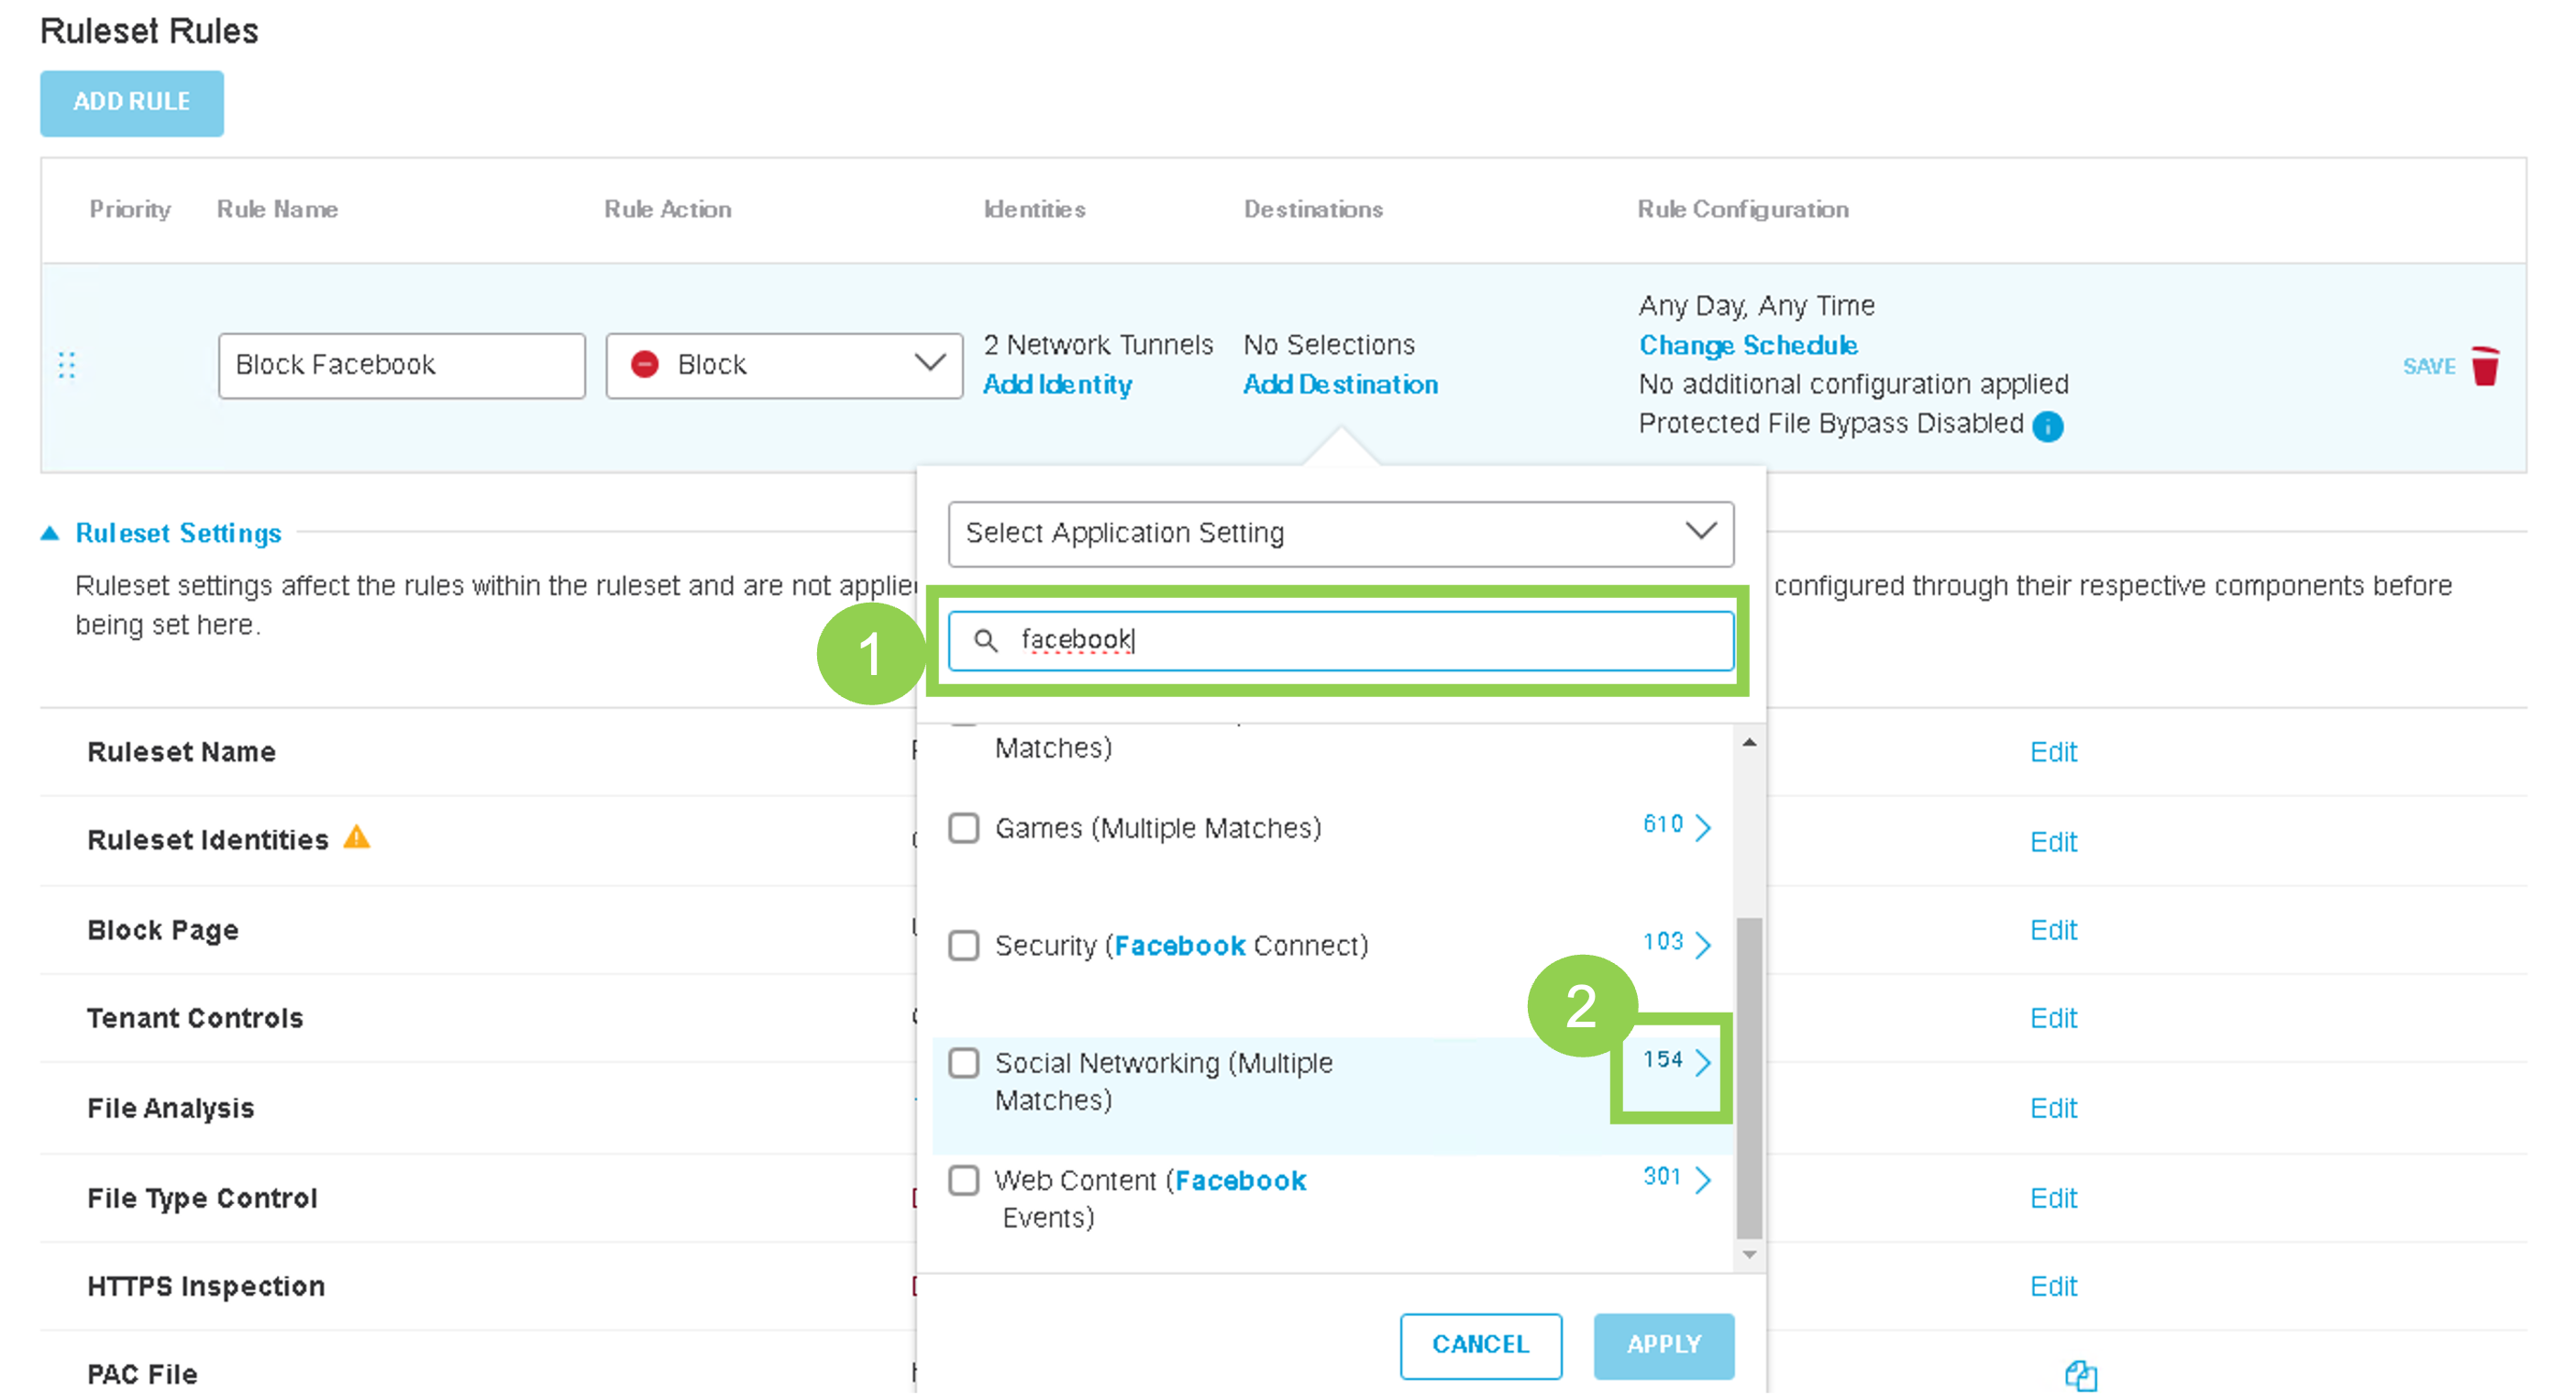 Ruleset Rules
ADD RULE
Priority Rule Name Rule Action Identities Destinations Rule Configuration
Block Facebook Block 2 Network Tunnels No Selections Any Day, Any Time
Add Identity Add Destination Change Schedule
No additional configuration applied
Protected File Bypass Disabled
SAVE
Select Application Setting
Ruleset Settings
Ruleset settings affect the rules within the ruleset and are not applie configured through their respective components before
being set here.
1
facebook
Matches)
Games (Multiple Matches) 610
Security (Facebook Connect) 103
2
Social Networking (Multiple 154
Matches)
Web Content (Facebook 301
Events)
CANCEL APPLY
Ruleset Name Edit
Ruleset Identities Edit
Block Page Edit
Tenant Controls Edit
File Analysis Edit
File Type Control Edit
HTTPS Inspection Edit
PAC File